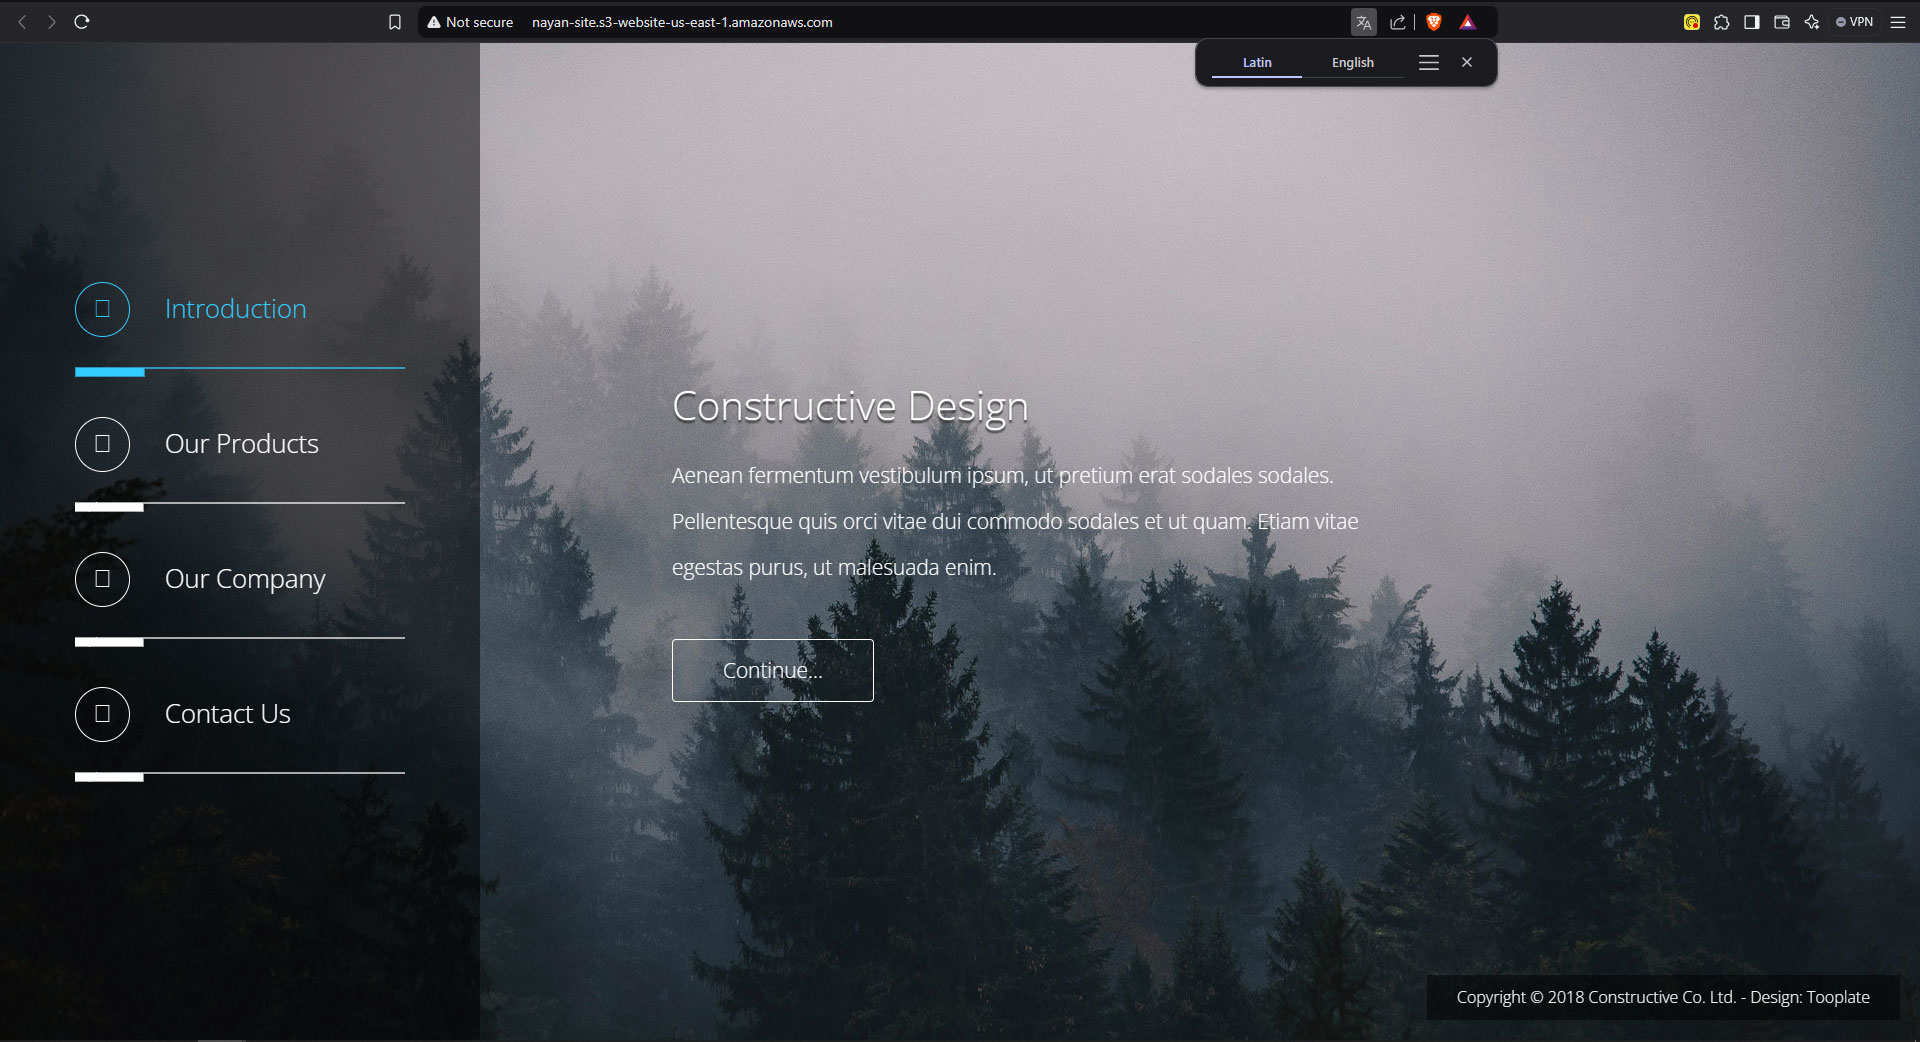 Not secure
nayan-site.s3-website-us-east-1.amazonaws.com
VPN
Latin
English
Introduction
Our Products
Our Company
Contact Us
Constructive Design
Aenean fermentum vestibulum ipsum, ut pretium erat sodales sodales.
Pellentesque quis orci vitae dui commodo sodales et ut quam. Etiam vitae
egestas purus, ut malesuada enim.
Continue...
Copyright © 2018 Constructive Co. Ltd. - Design: Tooplate